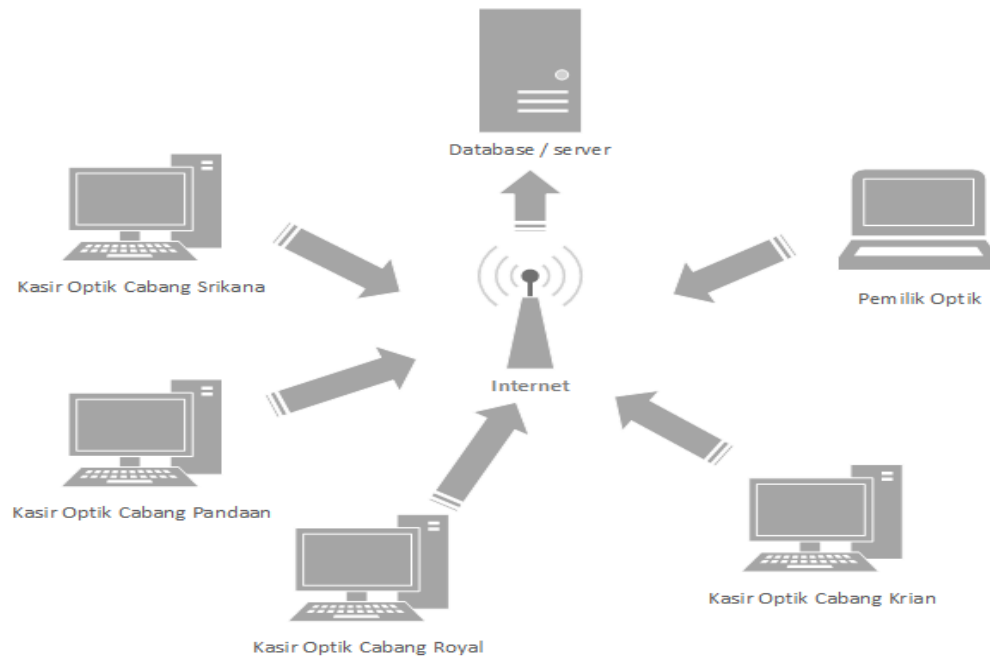 Database / server
Kasir Optik Cabang Srikana
Pemilik Optik
Internet
Kasir Optik Cabang Pandaan
Kasir Optik Cabang Krian
Kasir Optik Cabang Royal